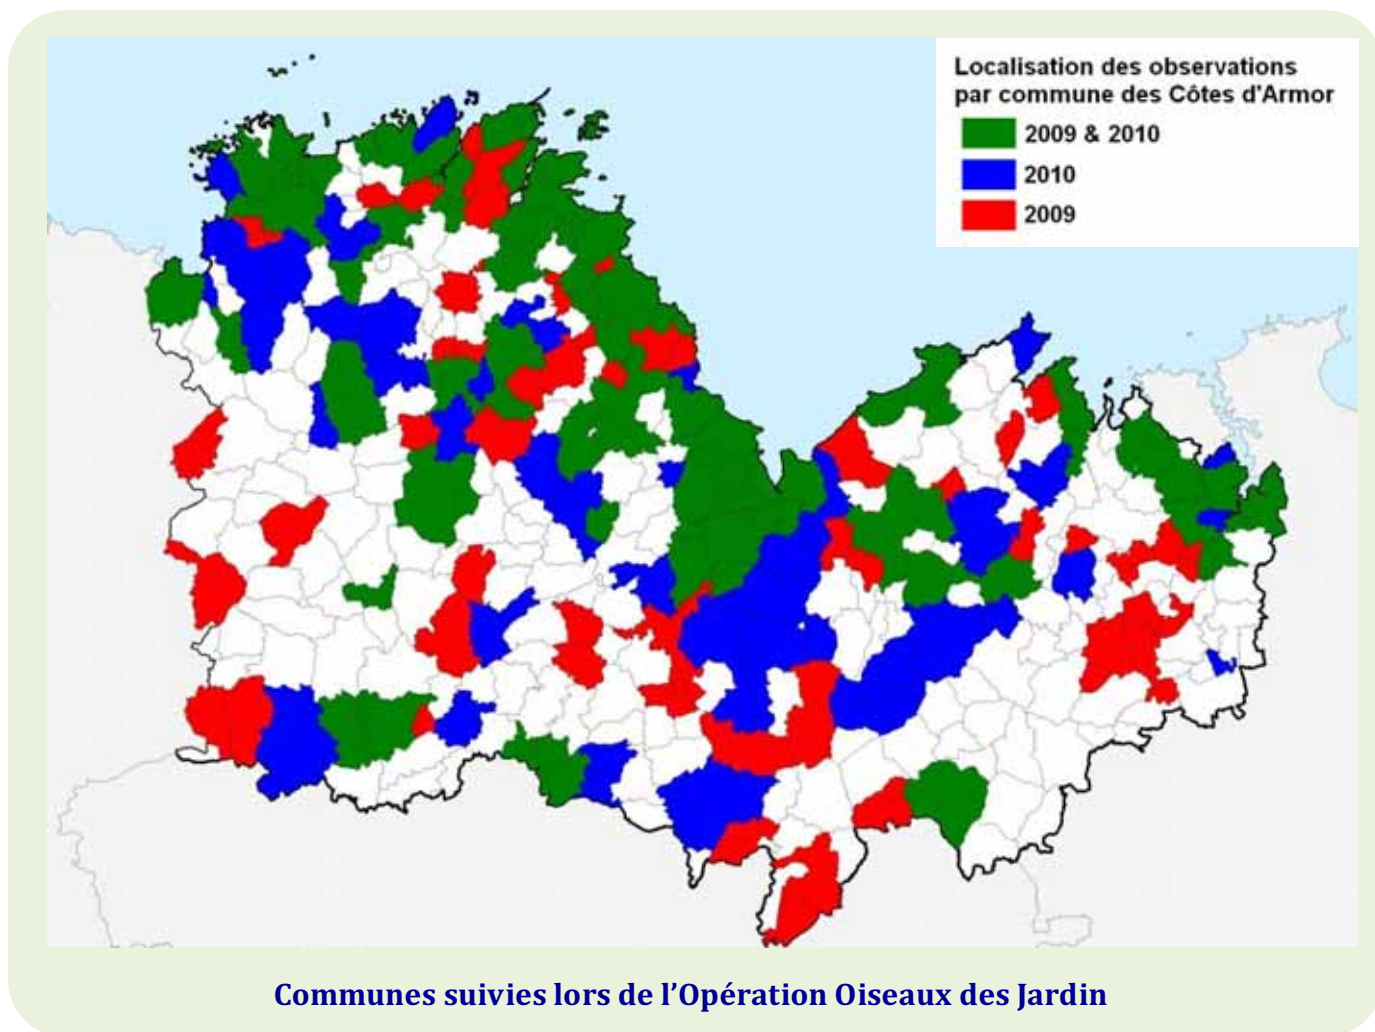 Localisation des observations
par commune des Côtes d'Armor
2009 & 2010
2010
2009
Communes suivies lors de l’Opération Oiseaux des Jardin